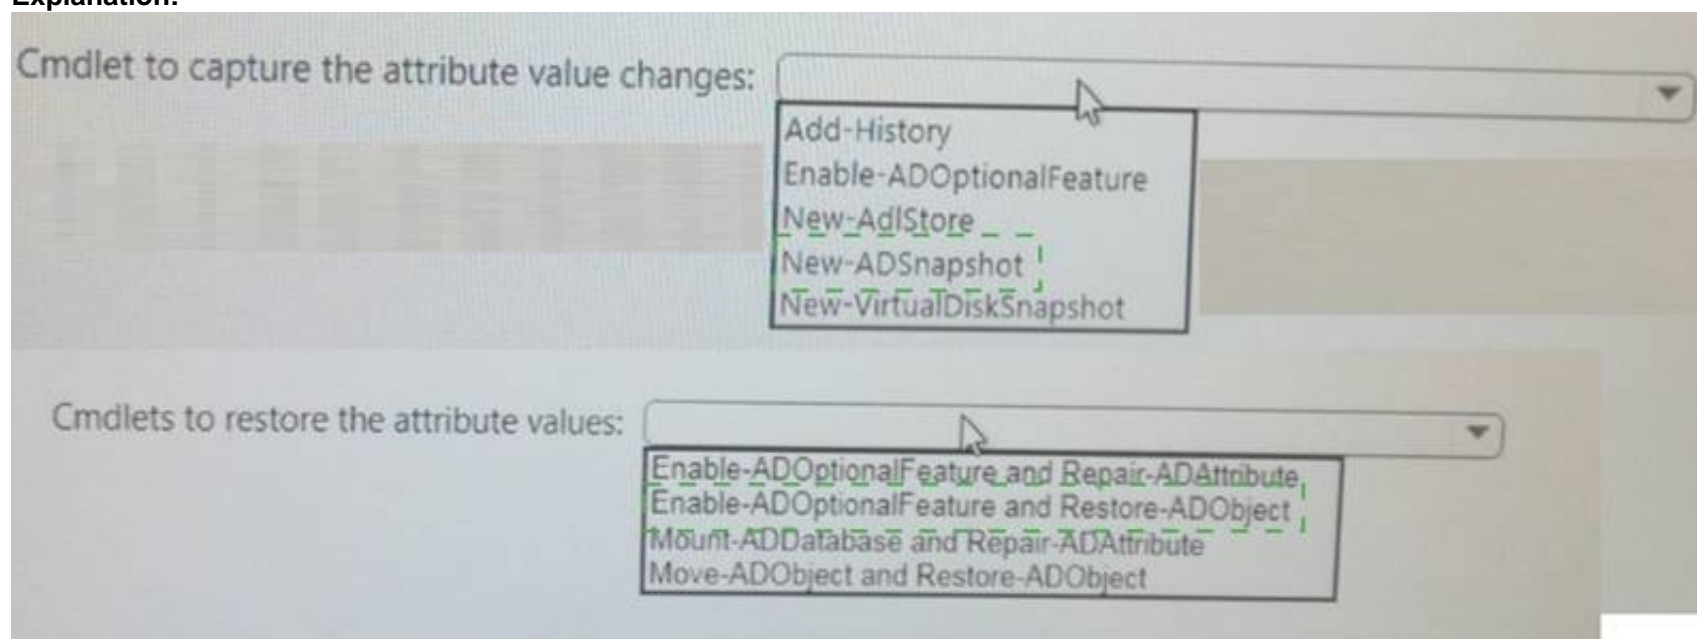 Explanation:
Cmdlet to capture the attribute value changes:
Add-History
Enable-ADOptionalFeature
New-AdlStore
New-ADSnapshot
New-VirtualDiskSnapshot
Cmdlets to restore the attribute values:
Enable-ADOptionalFeature and Repair-ADAttribute
Enable-ADOptionalFeature and Restore-ADObject
Mount-ADDatabase and Repair-ADAttribute
Move-ADObject and Restore-ADObject